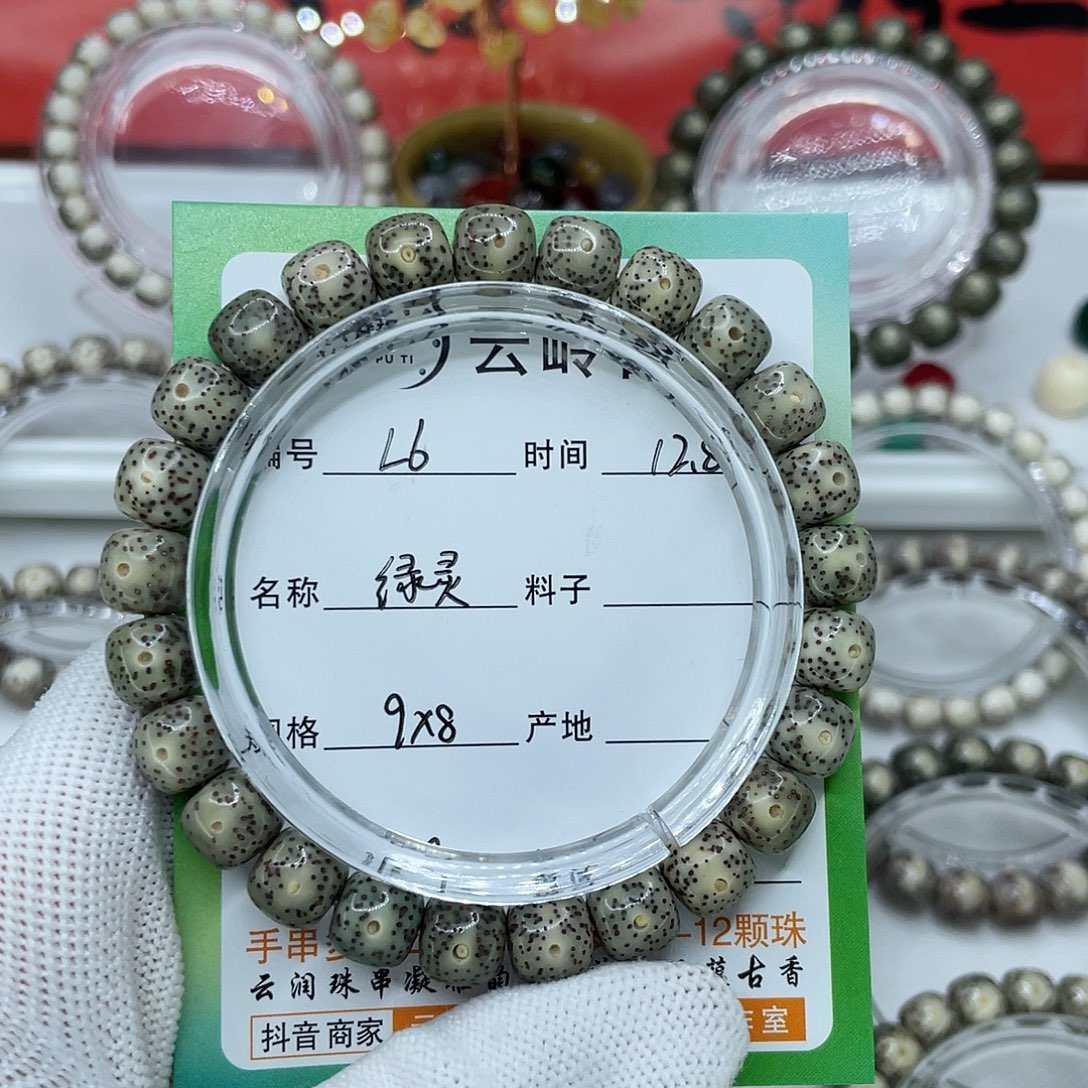 PU TI 云岭
号 L6 时间 12.8
名称 绿灵 料子
格 9x8 产地
手串 -12颗珠
云润珠串凝 古香
抖音商家 室